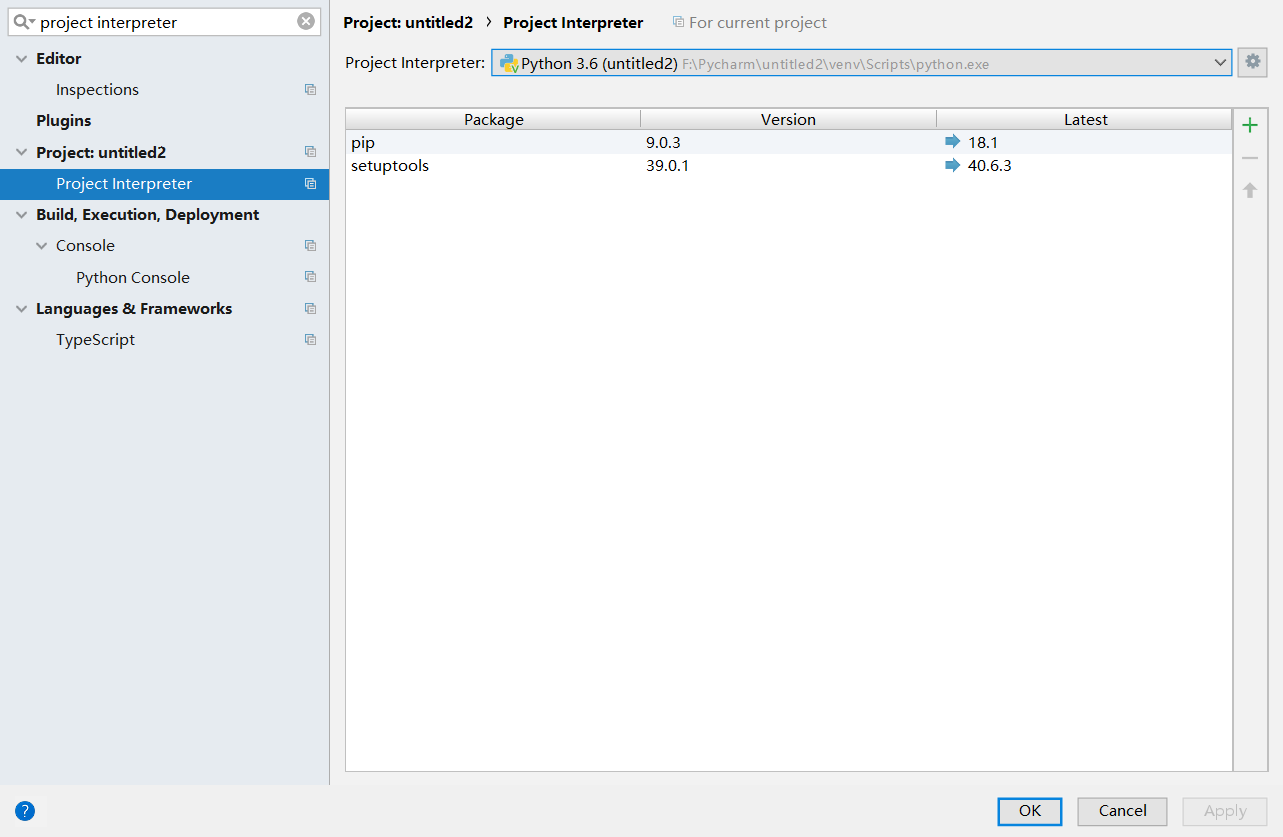 project interpreter
Editor
Inspections
Plugins
Project: untitled2
Project Interpreter
Build, Execution, Deployment
Console
Python Console
Languages & Frameworks
TypeScript
Project: untitled2 › Project Interpreter For current project
Project Interpreter: Python 3.6 (untitled2) F:\Pycharm\untitled2\venv\Scripts\python.exe
Package Version Latest
pip 9.0.3 18.1
setuptools 39.0.1 40.6.3
? OK Cancel Apply